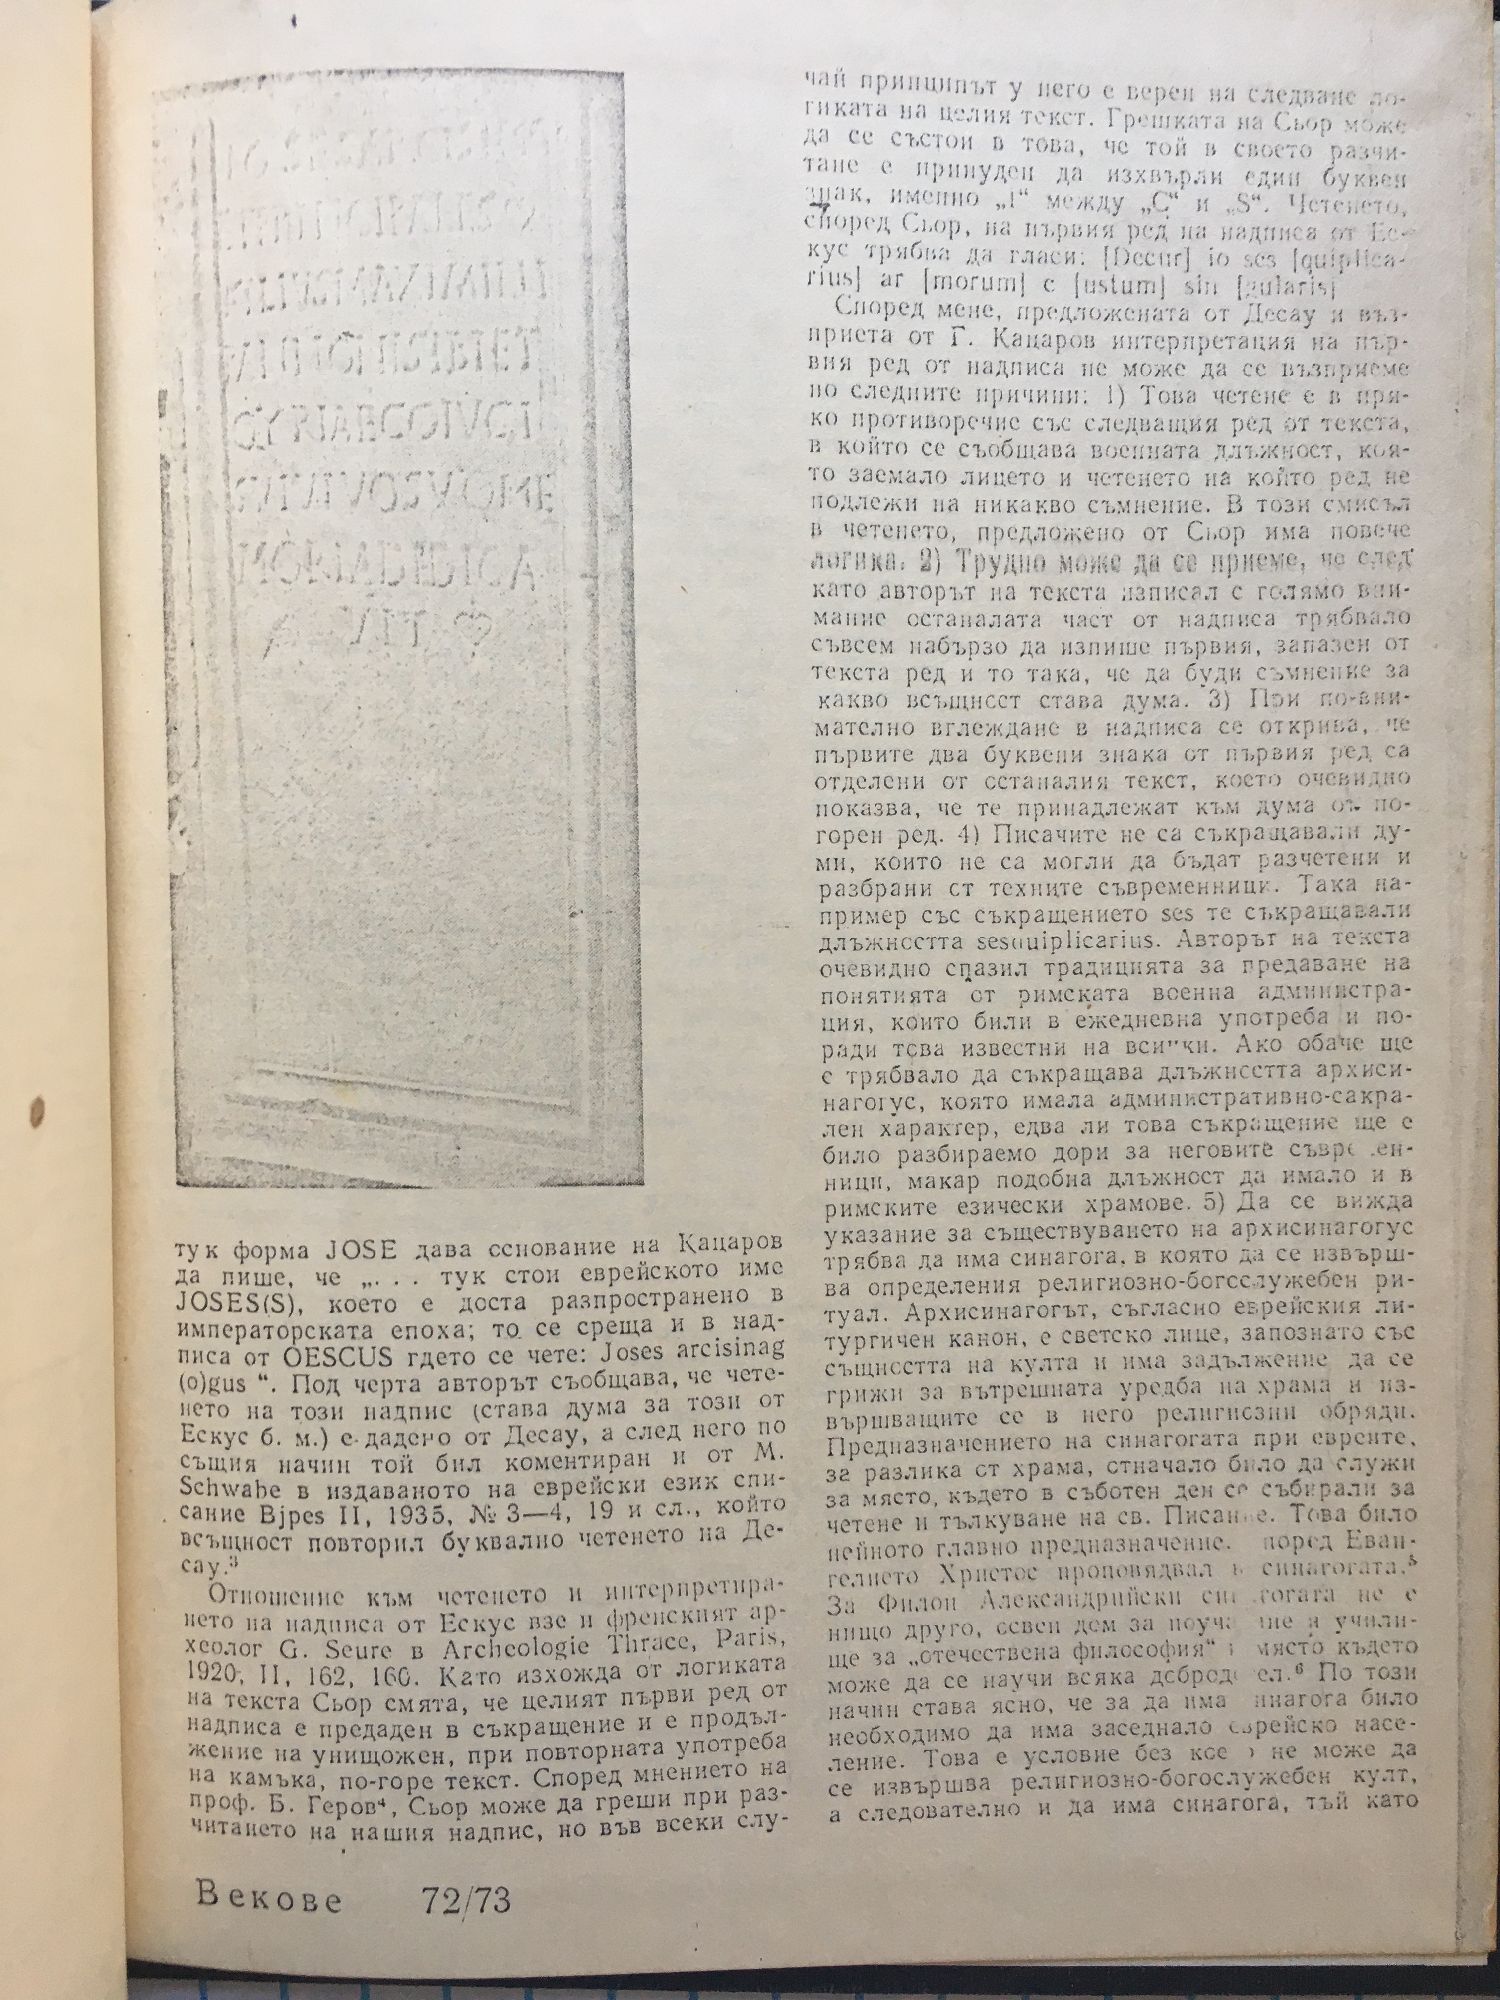 тук форма JOSE дава основание на Кацаров
да пише, че „. . . тук стои еврейското име
JOSES(S), което е доста разпространено в
императорската епоха; то се среща и в над-
писа от OESCUS гдето се чете: Joses arcisinag
(o)gus “. Под черта авторът съобщава, че чете-
нето на този надпис (става дума за този от
Ескус б. м.) е даденo от Десау, а след него по
същия начин той бил коментиран и от М.
Schwabe в издаваното на еврейски език спи-
сание Bjpes II, 1935, № 3—4, 19 и сл., който
всъщност повторил буквално четенето на Де-
сау.³
Отношение към четенето и интерпретира-
нето на надписа от Ескус взе и френският ар-
хеолог G. Seure в Archeologie Thrace, Paris,
1920, II, 162, 160. Като изхожда от логиката
на текста Сьор смята, че целият първи ред от
надписа е предаден в съкращение и е продъл-
жение на унищожен, при повторната употреба
на камъка, по-горе текст. Според мнението на
проф. Б. Геров⁴, Сьор може да греши при раз-
читането на нашия надпис, но във всеки слу-
чай принципът у него е верен на следване ло-
гиката на целия текст. Грешката на Сьор може
да се състои в това, че той в своето разчи-
тане е принуден да изхвърли един буквен
знак, именно „I“ между „C“ и „S“. Четенето,
според Сьор, на първия ред на надписа от Ес-
кус трябва да гласи: [Decur] io ses [quiplica-
rius] ar [morum] c [ustum] sin [gularis]
Според мене, предложената от Десау и въз-
приета от Г. Кацаров интерпретация на пър-
вия ред от надписа не може да се възприеме
по следните причини: 1) Това четене е в пря-
ко противоречие със следващия ред от текста,
в който се съобщава военната длъжност, коя-
то заемало лицето и четенето на който ред не
подлежи на никакво съмнение. В този смисъл
в четенето, предложено от Сьор има повече
логика. 2) Трудно може да се приеме, че след
като авторът на текста изписал с голямо вни-
мание останалата част от надписа трябвало
съвсем набързо да изпише първия, запазен от
текста ред и то така, че да буди съмнение за
какво всъщност става дума. 3) При по-вни-
мателно вглеждане в надписа се открива, че
първите два буквени знака от първия ред са
отделени от останалия текст, което очевидно
показва, че те принадлежат към дума от по-
горен ред. 4) Писачите не са съкращавали ду-
ми, които не са могли да бъдат разчетени и
разбрани от техните съвременници. Така на-
пример със съкращението ses те съкращавали
длъжността sesquiplicarius. Авторът на текста
очевидно спазил традицията за предаване на
понятията от римската военна администра-
ция, които били в ежедневна употреба и по-
ради това известни на всички. Ако обаче ще
е трябвало да съкращава длъжността архиси-
нагогус, която имала административно-сакра-
лен характер, едва ли това съкращение ще е
било разбираемо дори за неговите съвремен-
ници, макар подобна длъжност да имало и в
римските езически храмове. 5) Да се вижда
указание за съществуването на архисинагогус
трябва да има синагога, в която да се извърш-
ва определения религиозно-богослужебен ри-
туал. Архисинагогът, съгласно еврейския ли-
тургичен канон, е светско лице, запознато със
същността на култа и има задължение да се
грижи за вътрешната уредба на храма и из-
вършващите се в него религиозни обряди.
Предназначението на синагогата при евреите,
за разлика от храма, отначало било да служи
за място, където в съботен ден се събирали за
четене и тълкуване на св. Писание. Това било
нейното главно предназначение. Според Еван-
гелието Христос проповядвал в синагогата.⁵
За Филон Александрийски синагогата не е
нищо друго, освен дом за поучение и учили-
ще за „отечествена философия“ и място където
може да се научи всяка добродетел.⁶ По този
начин става ясно, че за да има синагога било
необходимо да има заседнало еврейско насе-
ление. Това е условие без кое о не може да
се извършва религиозно-богослужебен култ,
а следователно и да има синагога, тъй като
Векове 72/73